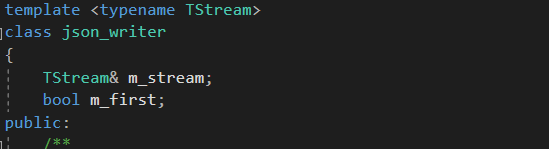 template <typename TStream>
class json_writer
{
    TStream& m_stream;
    bool m_first;
public:
    /**